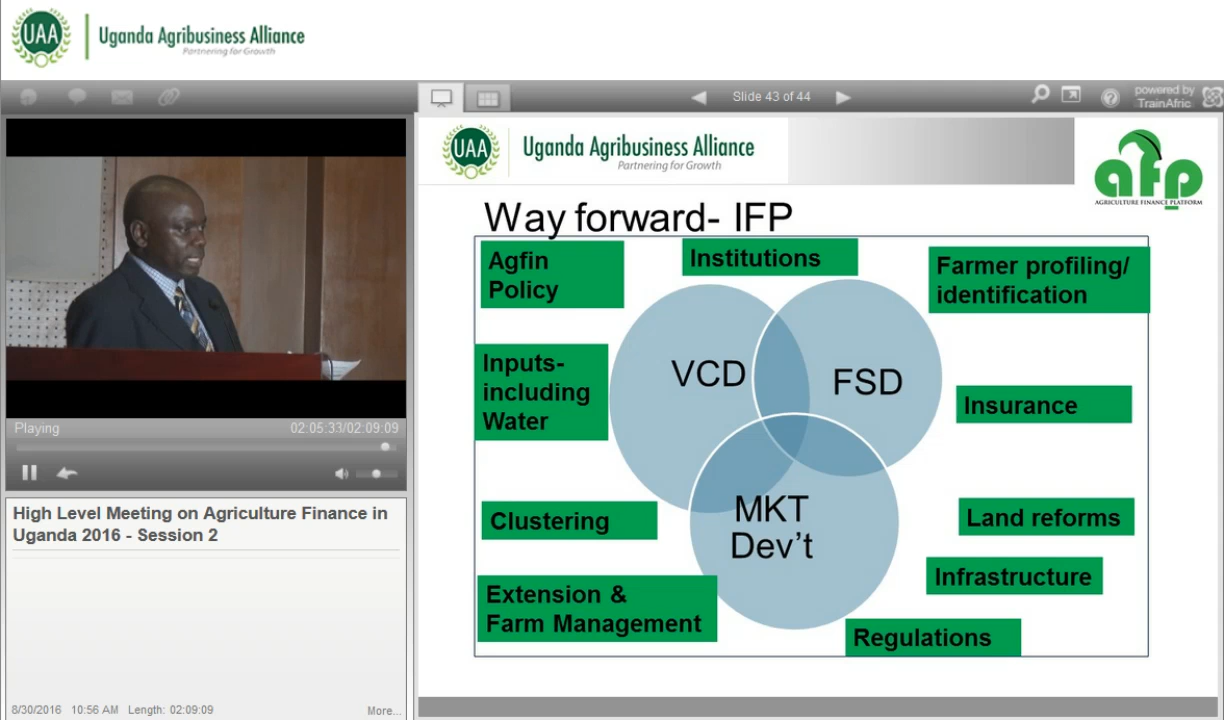 UAA
Uganda Agribusiness Alliance
Partnering for Growth
Slide 43 of 44
powered by
TrainAfric
Playing
02:05:33/02:09:09
High Level Meeting on Agriculture Finance in
Uganda 2016 - Session 2
8/30/2016 10:56 AM Length: 02:09:09
More...
UAA
Uganda Agribusiness Alliance
Partnering for Growth
afp
AGRICULTURE FINANCE PLATFORM
Way forward- IFP
Agfin
Policy
Institutions
Farmer profiling/
identification
Inputs-
including
Water
VCD
FSD
Insurance
Clustering
MKT
Dev't
Land reforms
Infrastructure
Extension &
Farm Management
Regulations